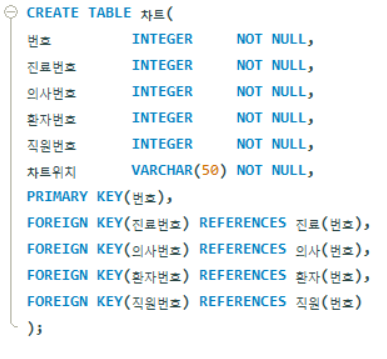 CREATE TABLE 차트(
번호 INTEGER NOT NULL,
진료번호 INTEGER NOT NULL,
의사번호 INTEGER NOT NULL,
환자번호 INTEGER NOT NULL,
직원번호 INTEGER NOT NULL,
차트위치 VARCHAR(50) NOT NULL,
PRIMARY KEY(번호),
FOREIGN KEY(진료번호) REFERENCES 진료(번호),
FOREIGN KEY(의사번호) REFERENCES 의사(번호),
FOREIGN KEY(환자번호) REFERENCES 환자(번호),
FOREIGN KEY(직원번호) REFERENCES 직원(번호)
);